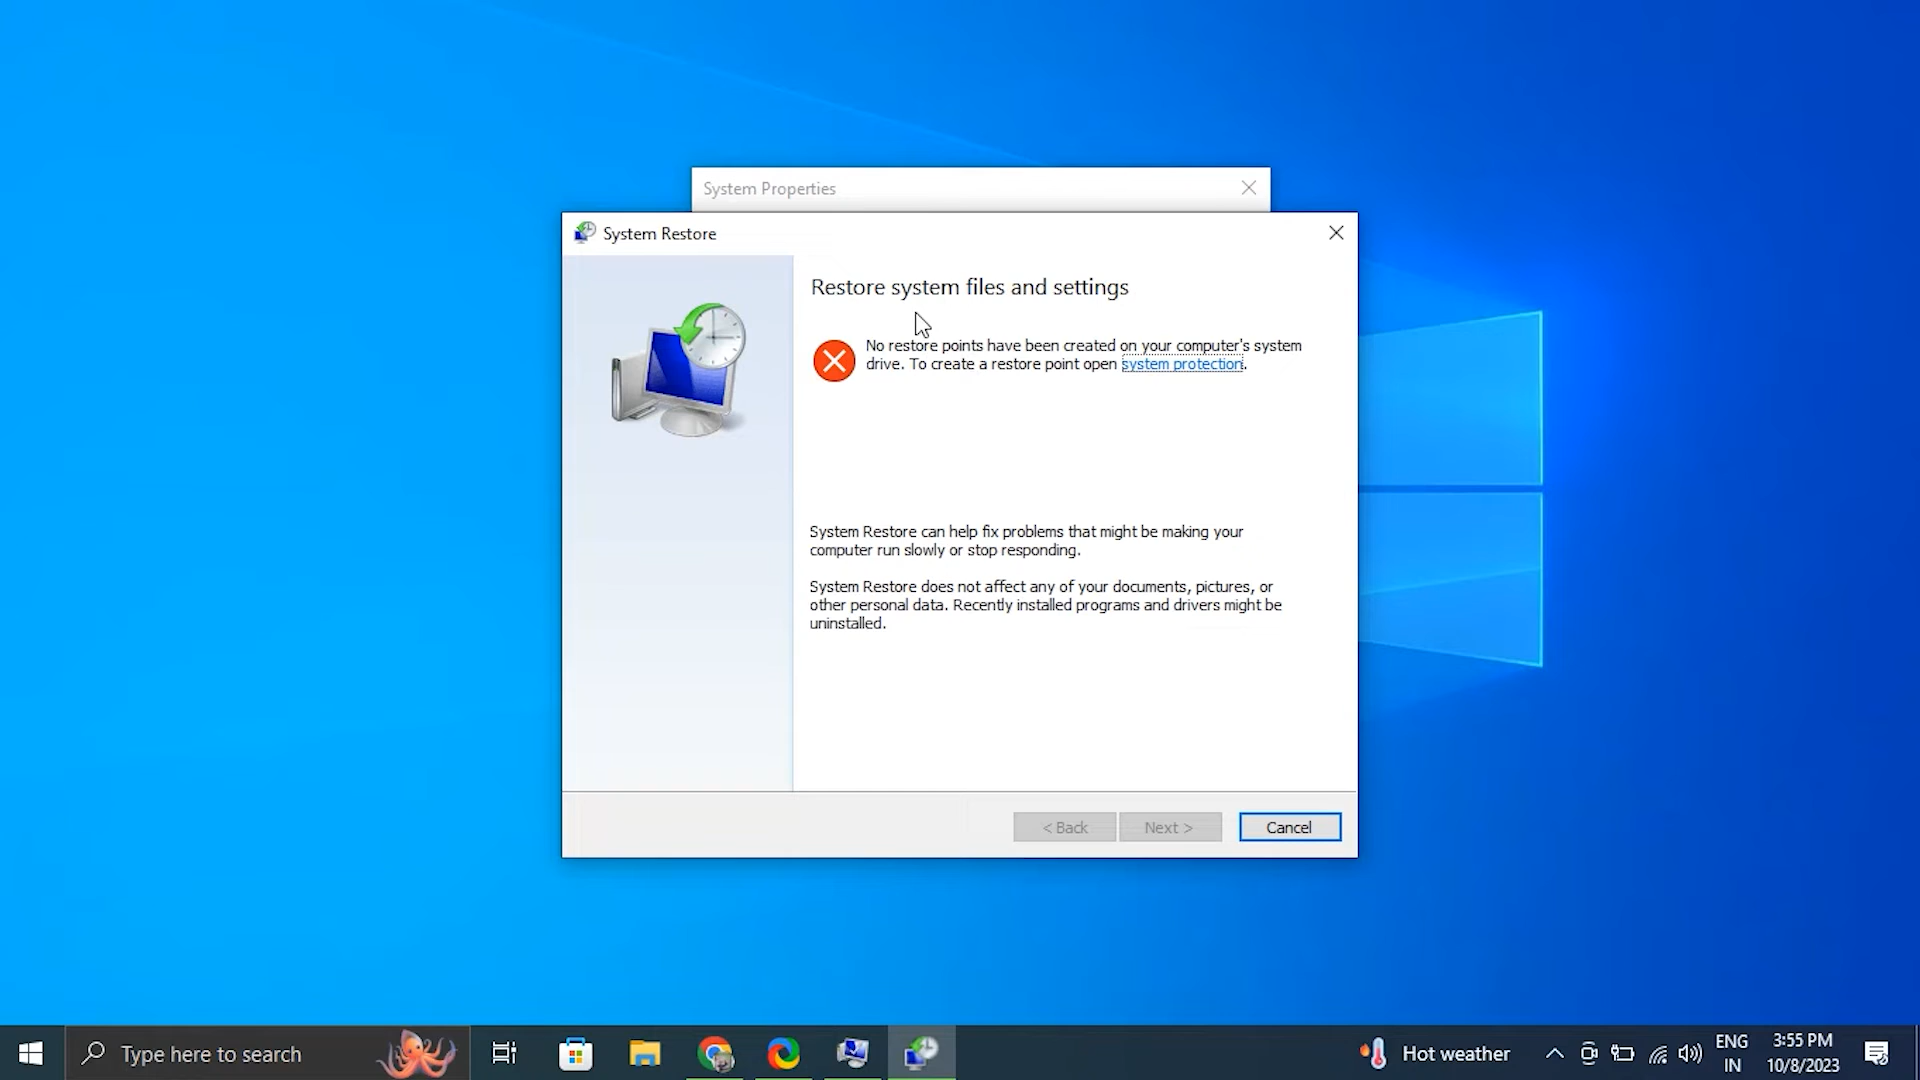 System Properties
System Restore
Restore system files and settings
No restore points have been created on your computer's system
drive. To create a restore point open system protection.
System Restore can help fix problems that might be making your
computer run slowly or stop responding.
System Restore does not affect any of your documents, pictures, or
other personal data. Recently installed programs and drivers might be
uninstalled.
< Back
Next >
Cancel
Type here to search
Hot weather
ENG
IN
3:55 PM
10/8/2023